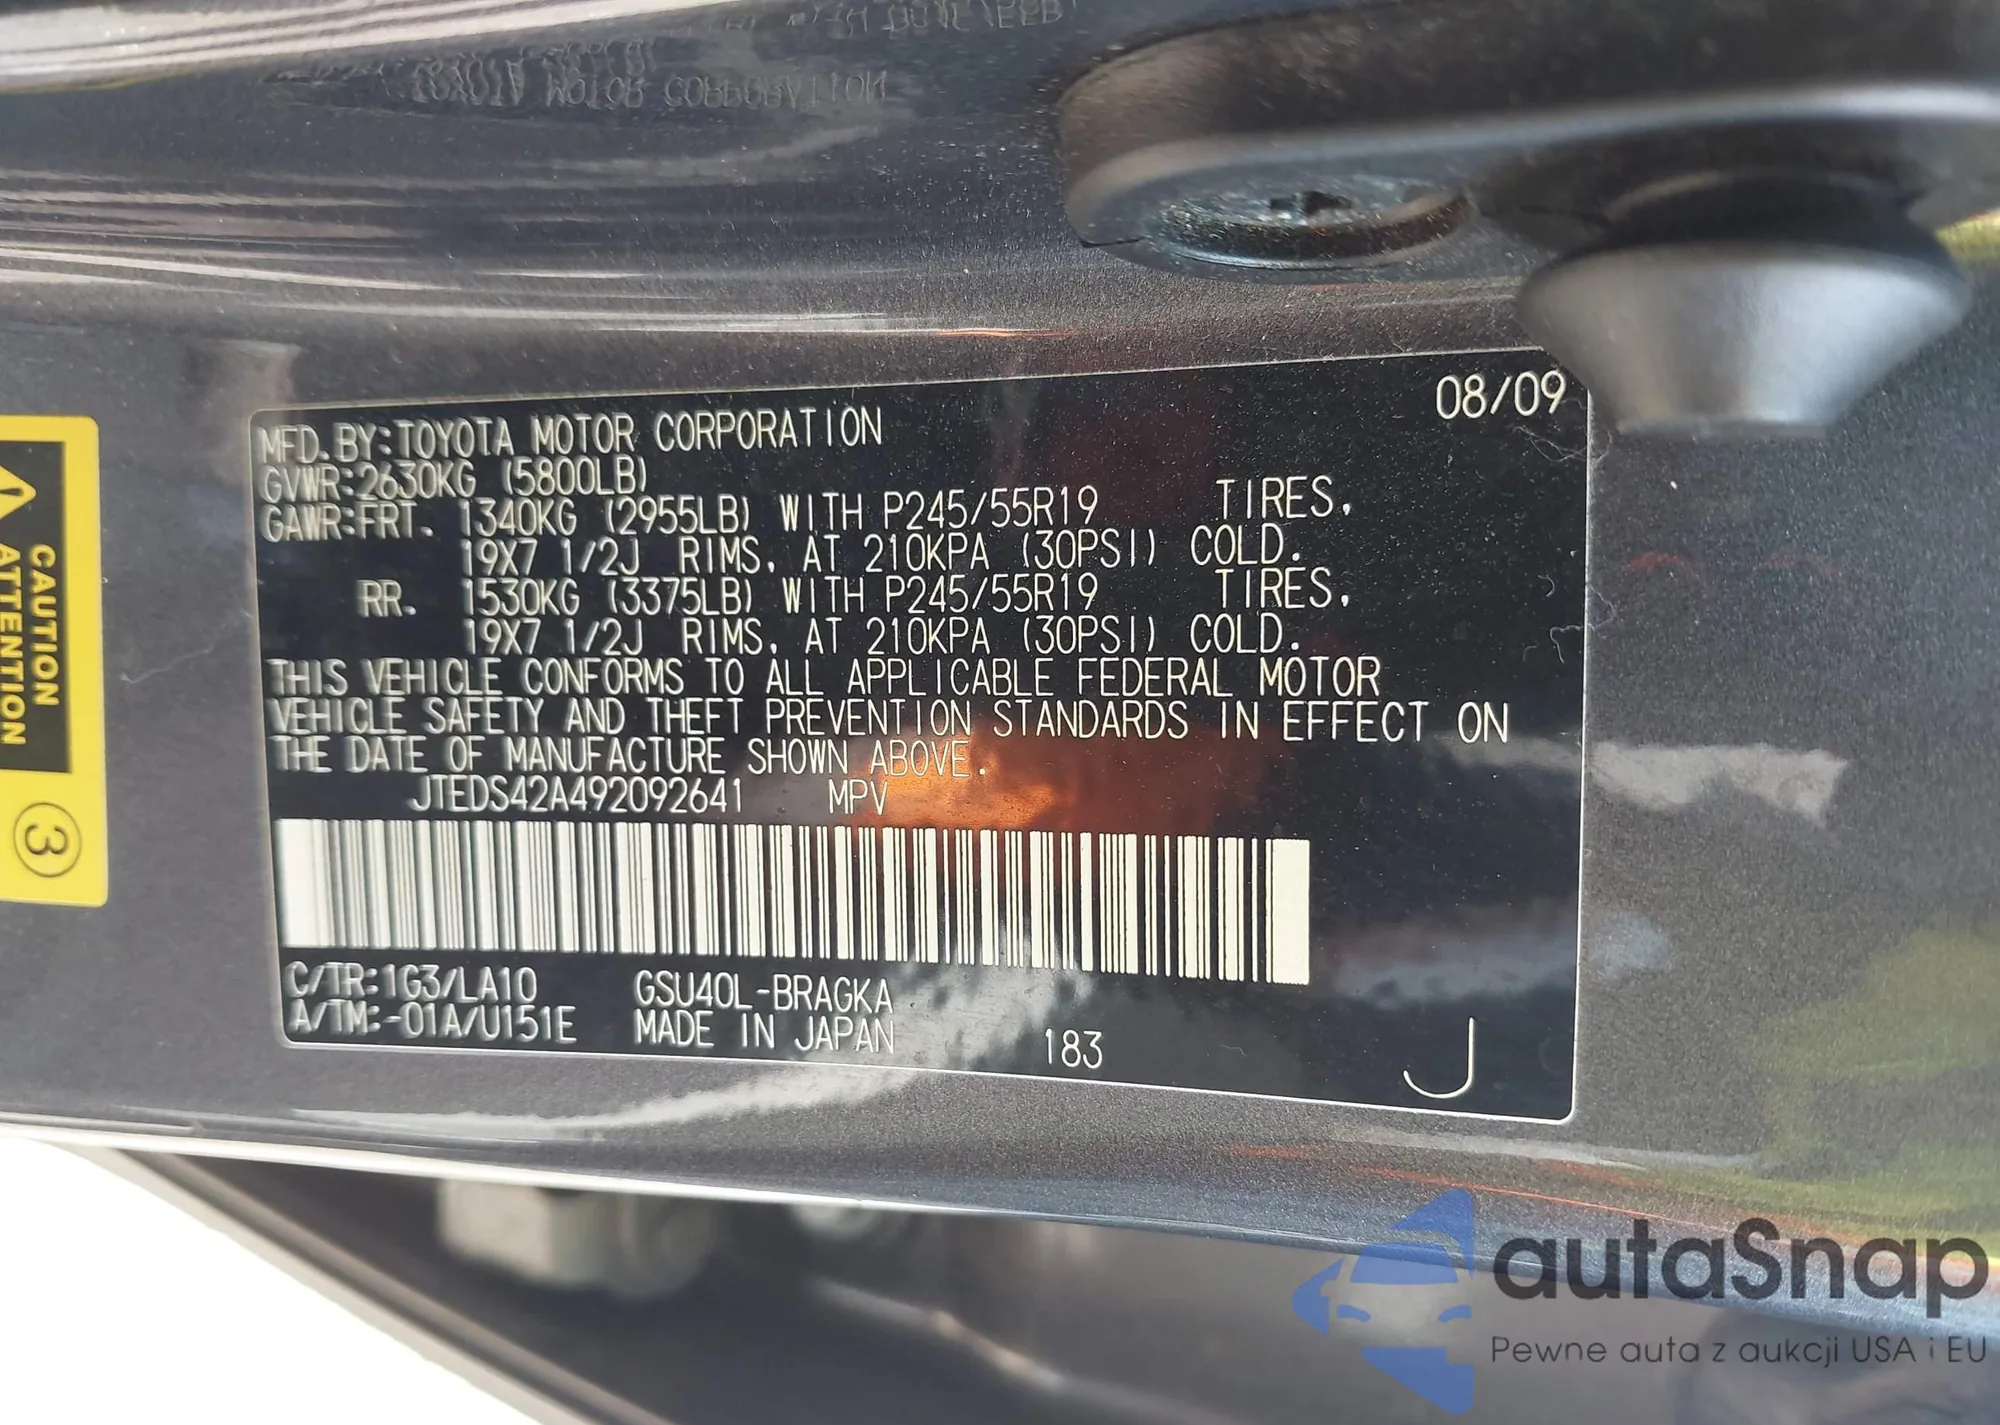 08/09
MFD. BY: TOYOTA MOTOR CORPORATION
GVWR: 2630KG (5800LB)
GAWR: FRT. 1340KG (2955LB) WITH P245/55R19 TIRES,
19X7 1/2J RIMS, AT 210KPA (30PSI) COLD.
RR. 1530KG (3375LB) WITH P245/55R19 TIRES,
19X7 1/2J RIMS, AT 210KPA (30PSI) COLD.
THIS VEHICLE CONFORMS TO ALL APPLICABLE FEDERAL MOTOR
VEHICLE SAFETY AND THEFT PREVENTION STANDARDS IN EFFECT ON
THE DATE OF MANUFACTURE SHOWN ABOVE.
JTEDS42A492092641 MPV
C/TR: 1G3/LA10 GSU40L-BRAGKA
A/TM: -01A/U151E MADE IN JAPAN 183 J
CAUTION
ATTENTION
3
autaSnap
Pewne auta z aukcji USA i EU